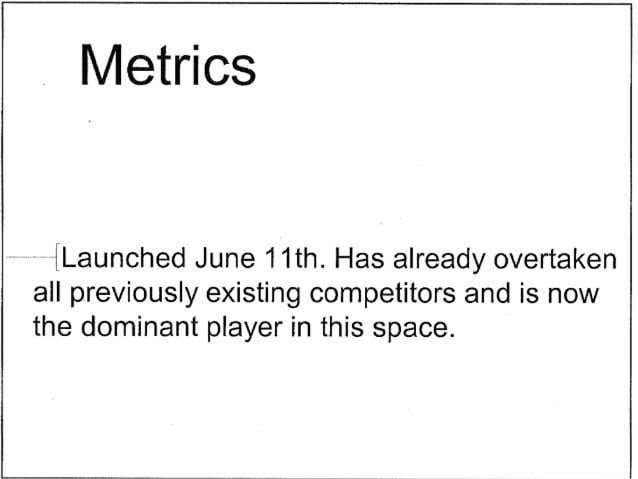 Metrics
Launched June 11th. Has already overtaken
all previously existing competitors and is now
the dominant player in this space.